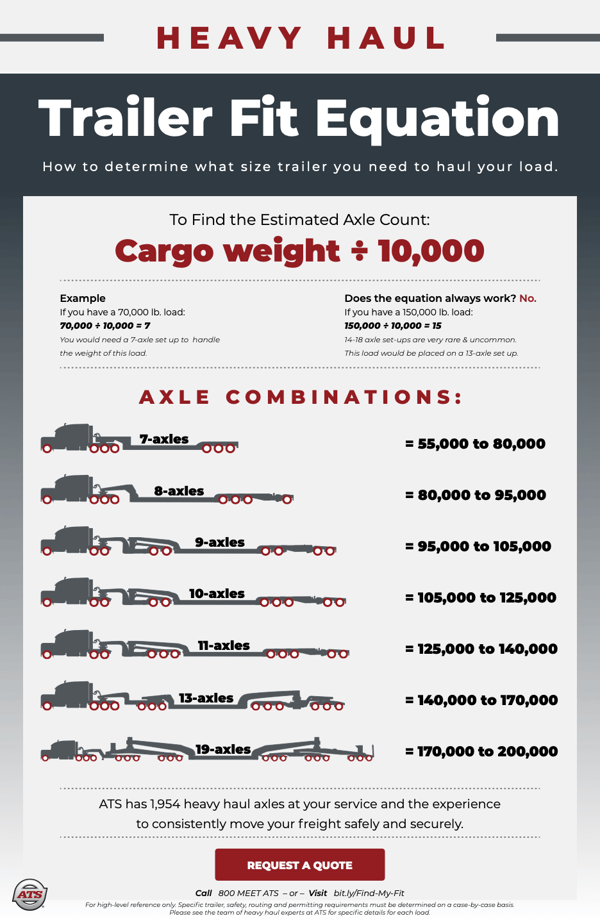 HEAVY HAUL
Trailer Fit Equation
How to determine what size trailer you need to haul your load.
To Find the Estimated Axle Count:
Cargo weight ÷ 10,000
Example
If you have a 70,000 lb. load:
70,000 ÷ 10,000 = 7
You would need a 7-axle set up to handle
the weight of this load.
Does the equation always work? No.
If you have a 150,000 lb. load:
150,000 ÷ 10,000 = 15
14-18 axle set-ups are very rare & uncommon.
This load would be placed on a 13-axle set up.
AXLE COMBINATIONS:
7-axles = 55,000 to 80,000
8-axles = 80,000 to 95,000
9-axles = 95,000 to 105,000
10-axles = 105,000 to 125,000
11-axles = 125,000 to 140,000
13-axles = 140,000 to 170,000
19-axles = 170,000 to 200,000
ATS has 1,954 heavy haul axles at your service and the experience
to consistently move your freight safely and securely.
REQUEST A QUOTE
Call 800 MEET ATS – or – Visit bit.ly/Find-My-Fit
ATS
For high-level reference only. Specific trailer, safety, routing and permitting requirements must be determined on a case-by-case basis.
Please see the team of heavy haul experts at ATS for specific details for each load.